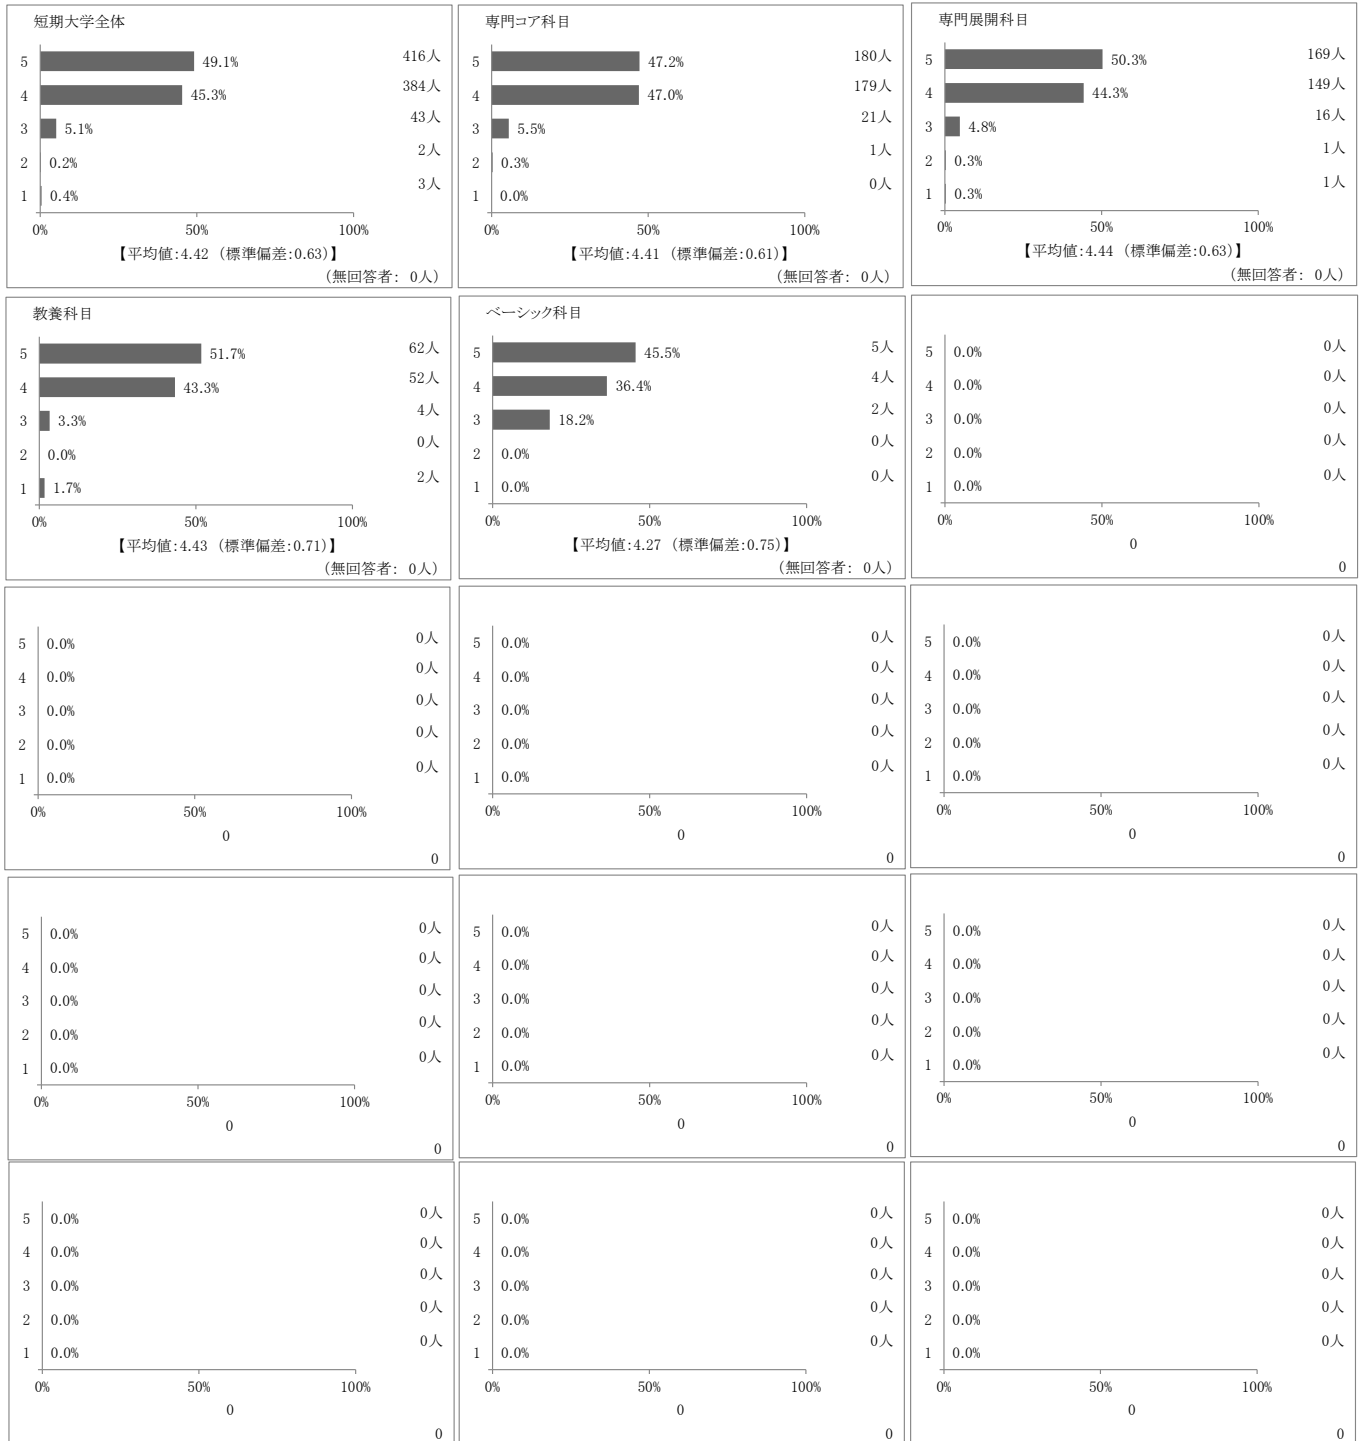 短期大学全体
5 49.1% 416人
4 45.3% 384人
3 5.1% 43人
2 0.2% 2人
1 0.4% 3人
0% 50% 100%
【平均値:4.42 (標準偏差:0.63)】
(無回答者: 0人)
専門コア科目
5 47.2% 180人
4 47.0% 179人
3 5.5% 21人
2 0.3% 1人
1 0.0% 0人
0% 50% 100%
【平均値:4.41 (標準偏差:0.61)】
(無回答者: 0人)
専門展開科目
5 50.3% 169人
4 44.3% 149人
3 4.8% 16人
2 0.3% 1人
1 0.3% 1人
0% 50% 100%
【平均値:4.44 (標準偏差:0.63)】
(無回答者: 0人)
教養科目
5 51.7% 62人
4 43.3% 52人
3 3.3% 4人
2 0.0% 0人
1 1.7% 2人
0% 50% 100%
【平均値:4.43 (標準偏差:0.71)】
(無回答者: 0人)
ベーシック科目
5 45.5% 5人
4 36.4% 4人
3 18.2% 2人
2 0.0% 0人
1 0.0% 0人
0% 50% 100%
【平均値:4.27 (標準偏差:0.75)】
(無回答者: 0人)
5 0.0% 0人
4 0.0% 0人
3 0.0% 0人
2 0.0% 0人
1 0.0% 0人
0% 50% 100%
0
0
5 0.0% 0人
4 0.0% 0人
3 0.0% 0人
2 0.0% 0人
1 0.0% 0人
0% 50% 100%
0
0
5 0.0% 0人
4 0.0% 0人
3 0.0% 0人
2 0.0% 0人
1 0.0% 0人
0% 50% 100%
0
0
5 0.0% 0人
4 0.0% 0人
3 0.0% 0人
2 0.0% 0人
1 0.0% 0人
0% 50% 100%
0
0
5 0.0% 0人
4 0.0% 0人
3 0.0% 0人
2 0.0% 0人
1 0.0% 0人
0% 50% 100%
0
0
5 0.0% 0人
4 0.0% 0人
3 0.0% 0人
2 0.0% 0人
1 0.0% 0人
0% 50% 100%
0
0
5 0.0% 0人
4 0.0% 0人
3 0.0% 0人
2 0.0% 0人
1 0.0% 0人
0% 50% 100%
0
0
5 0.0% 0人
4 0.0% 0人
3 0.0% 0人
2 0.0% 0人
1 0.0% 0人
0% 50% 100%
0
0
5 0.0% 0人
4 0.0% 0人
3 0.0% 0人
2 0.0% 0人
1 0.0% 0人
0% 50% 100%
0
0
5 0.0% 0人
4 0.0% 0人
3 0.0% 0人
2 0.0% 0人
1 0.0% 0人
0% 50% 100%
0
0